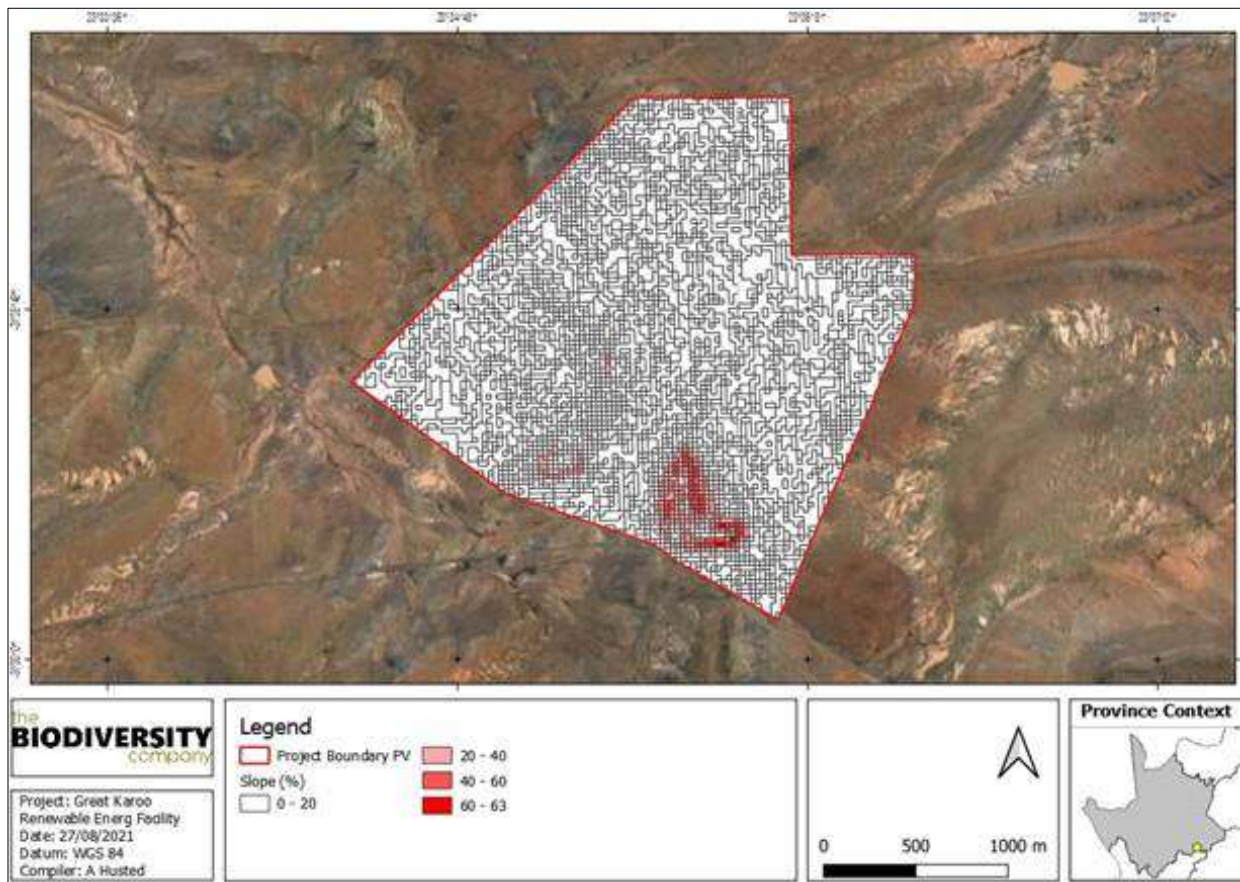 the
BIODIVERSITY
company
Project: Great Karoo
Renewable Energ Facility
Date: 27/08/2021
Datum: WGS 84
Compiler: A Husted
Legend
Project Boundary PV
Slope (%)
0 - 20
20 - 40
40 - 60
60 - 63
0 500 1000 m
Province Context